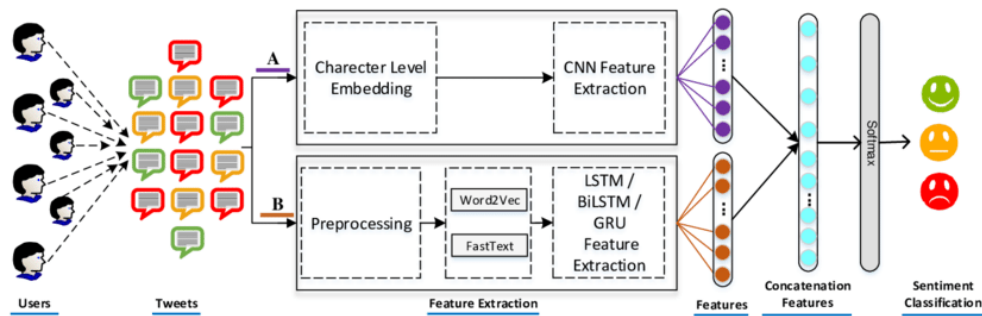 A
Charecter Level
Embedding
CNN Feature
Extraction
B
Preprocessing
Word2Vec
FastText
LSTM /
BiLSTM /
GRU
Feature
Extraction
Softmax
Users
Tweets
Feature Extraction
Features
Concatenation
Features
Sentiment
Classification